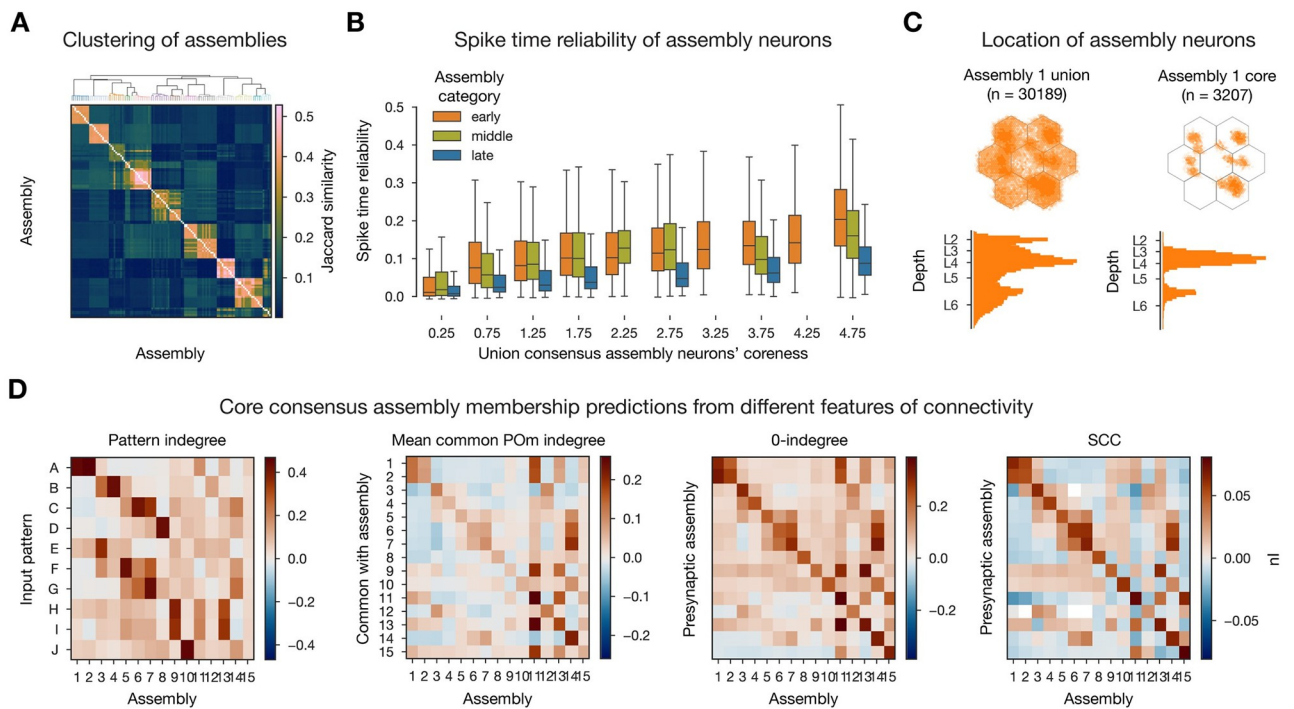 A
Clustering of assemblies
Assembly
Assembly
0.5
0.4
0.3
0.2
0.1
Jaccard similarity
B
Spike time reliability of assembly neurons
Assembly
category
early
middle
late
Spike time reliability
0.5
0.4
0.3
0.2
0.1
0.0
0.25 0.75 1.25 1.75 2.25 2.75 3.25 3.75 4.25 4.75
Union consensus assembly neurons' coreness
C
Location of assembly neurons
Assembly 1 union
(n = 30189)
Assembly 1 core
(n = 3207)
Depth
L2
L3
L4
L5
L6
Depth
L2
L3
L4
L5
L6
D
Core consensus assembly membership predictions from different features of connectivity
Pattern indegree
Input pattern
A
B
C
D
E
F
G
H
I
J
1 2 3 4 5 6 7 8 9 10 11 12 13 14 15
Assembly
0.4
0.2
0.0
−0.2
−0.4
Mean common POm indegree
Common with assembly
1
2
3
4
5
6
7
8
9
10
11
12
13
14
15
1 2 3 4 5 6 7 8 9 10 11 12 13 14 15
Assembly
0.2
0.1
0.0
−0.1
−0.2
0-indegree
Presynaptic assembly
1 2 3 4 5 6 7 8 9 10 11 12 13 14 15
Assembly
0.2
0.0
−0.2
SCC
Presynaptic assembly
1 2 3 4 5 6 7 8 9 10 11 12 13 14 15
Assembly
0.05
0.00
−0.05
nI